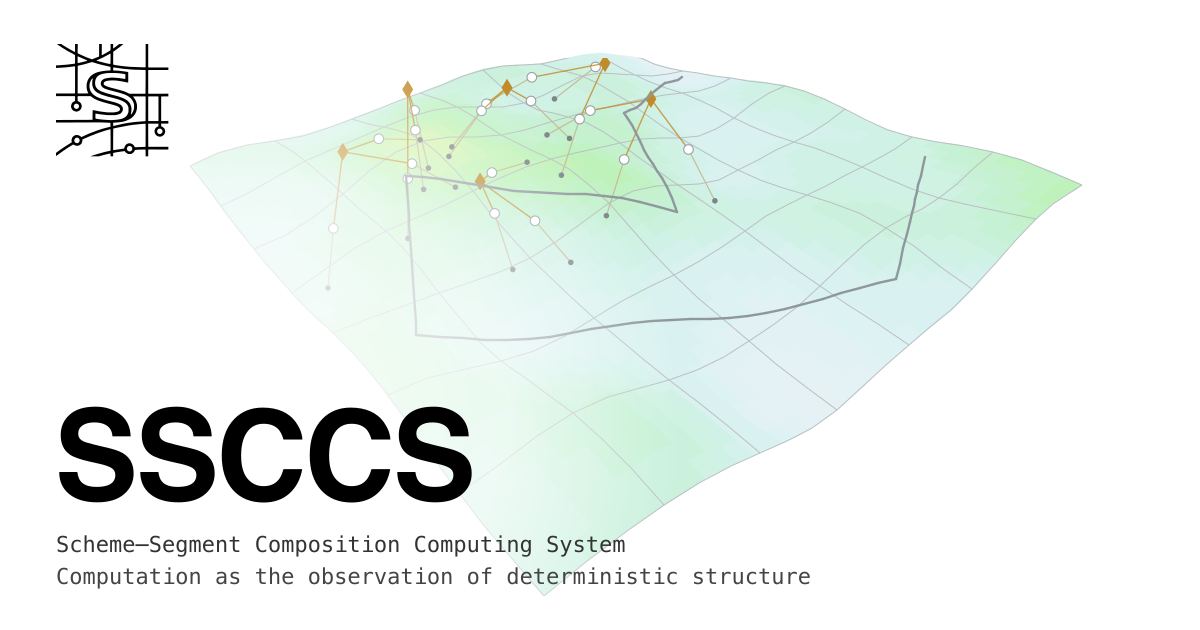 S
SSCCS
Scheme—Segment Composition Computing System
Computation as the observation of deterministic structure